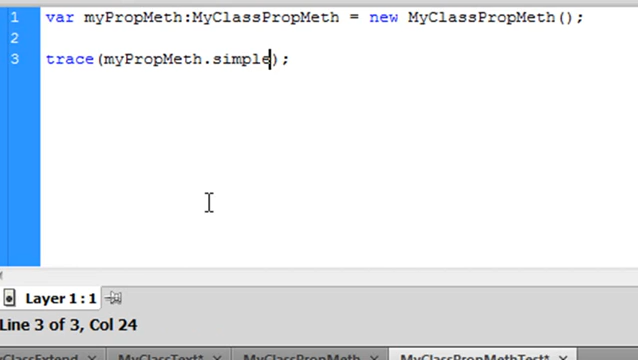 1 var myPropMeth:MyClassPropMeth = new MyClassPropMeth();
2
3 trace(myPropMeth.simple);
Layer 1 : 1
Line 3 of 3, Col 24
ClassExtend × MyClassText* × MyClassPropMeth × MyClassPropMethTest* ×